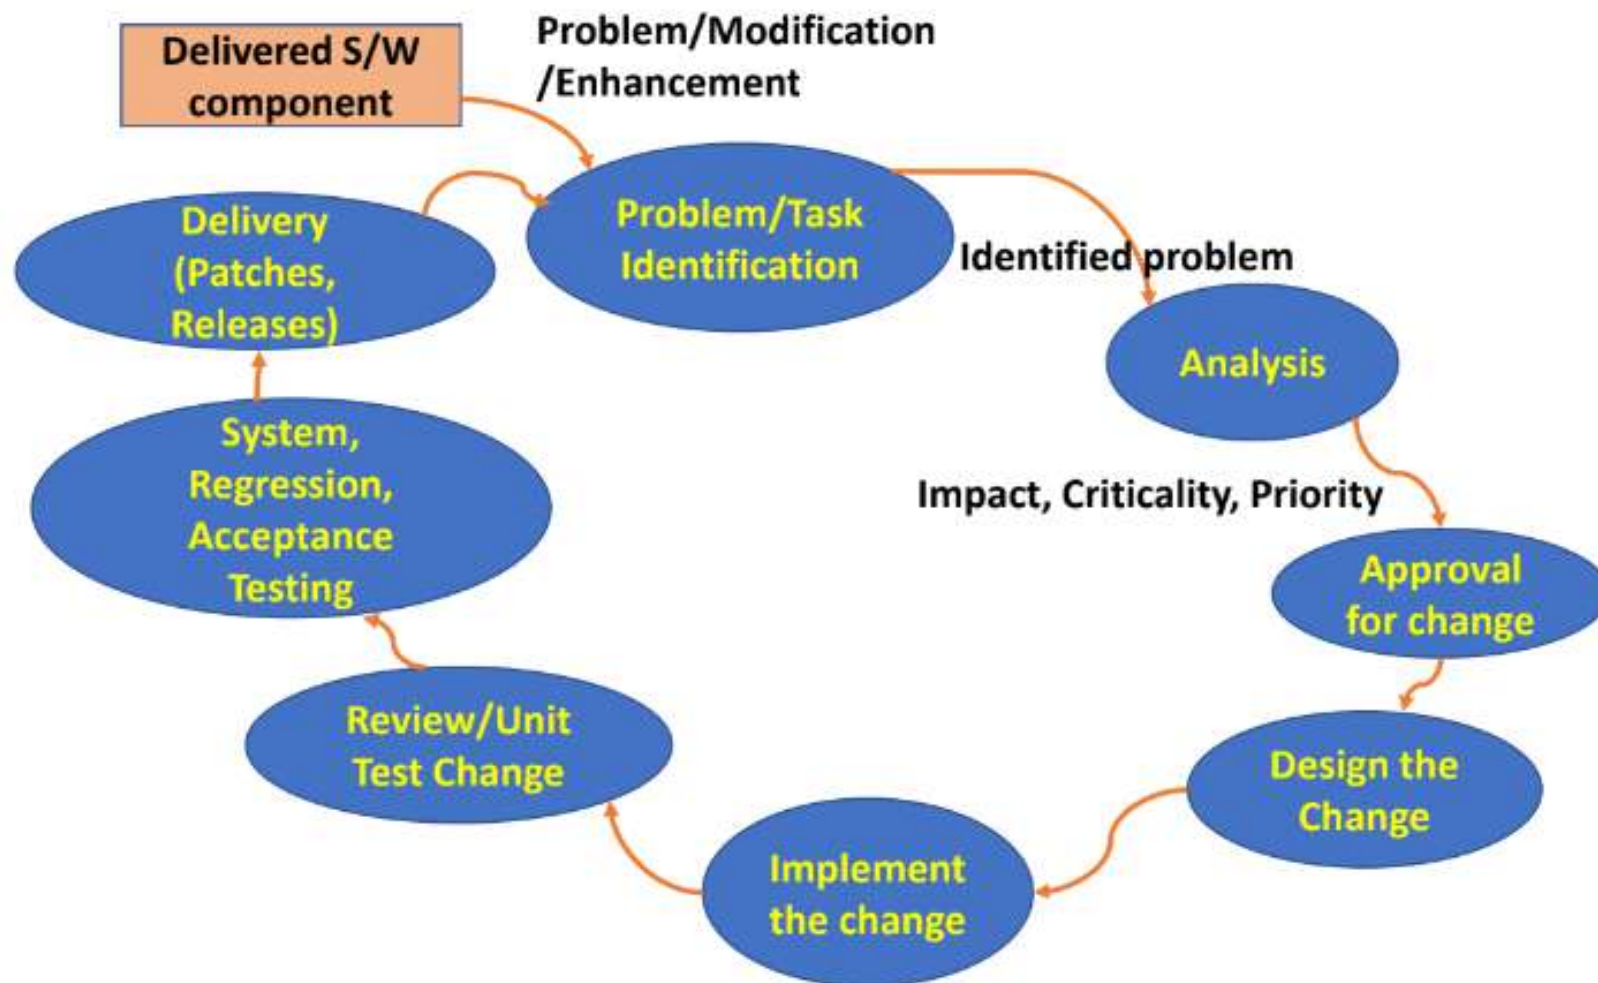 Delivered S/W
component
Problem/Modification
/Enhancement
Problem/Task
Identification
Identified problem
Analysis
Impact, Criticality, Priority
Approval
for change
Design the
Change
Implement
the change
Review/Unit
Test Change
System,
Regression,
Acceptance
Testing
Delivery
(Patches,
Releases)